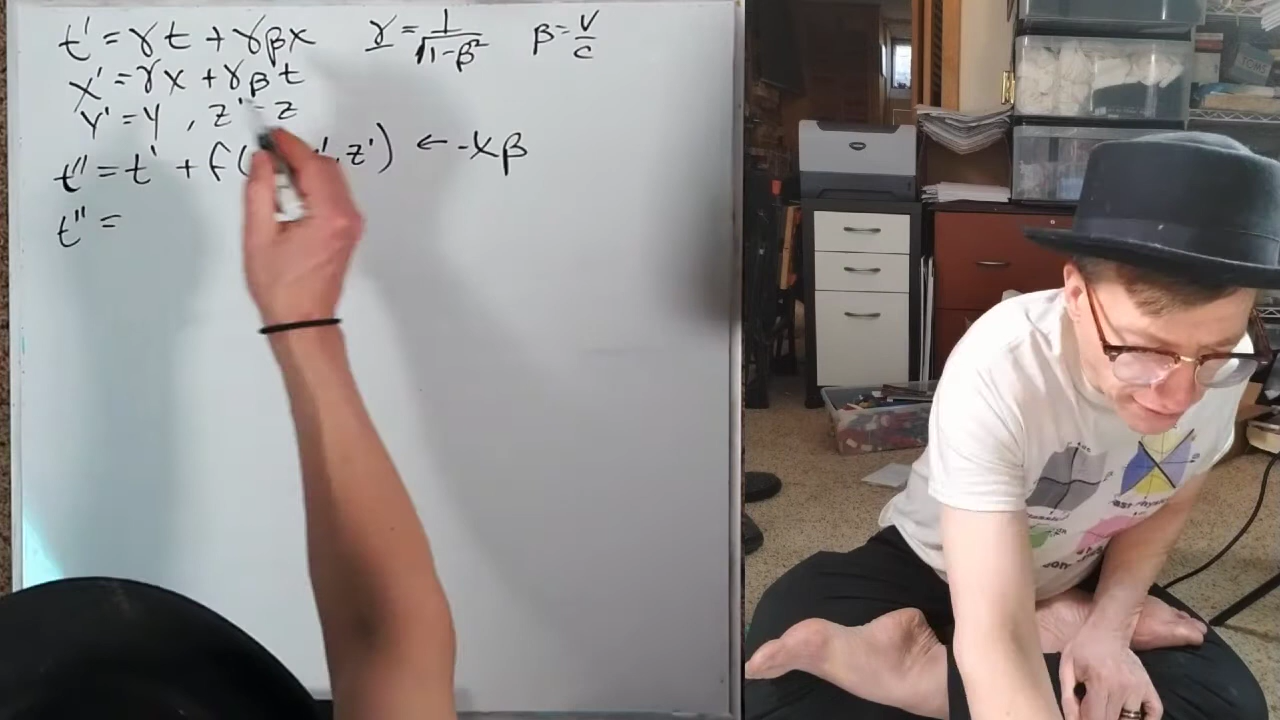 t' = γt + γβx   γ = 1/√(1-β²)   β = v/c
x' = γx + γβt
y' = y , z' = z
t'' = t' + f( ', z') ← -xβ
t'' =